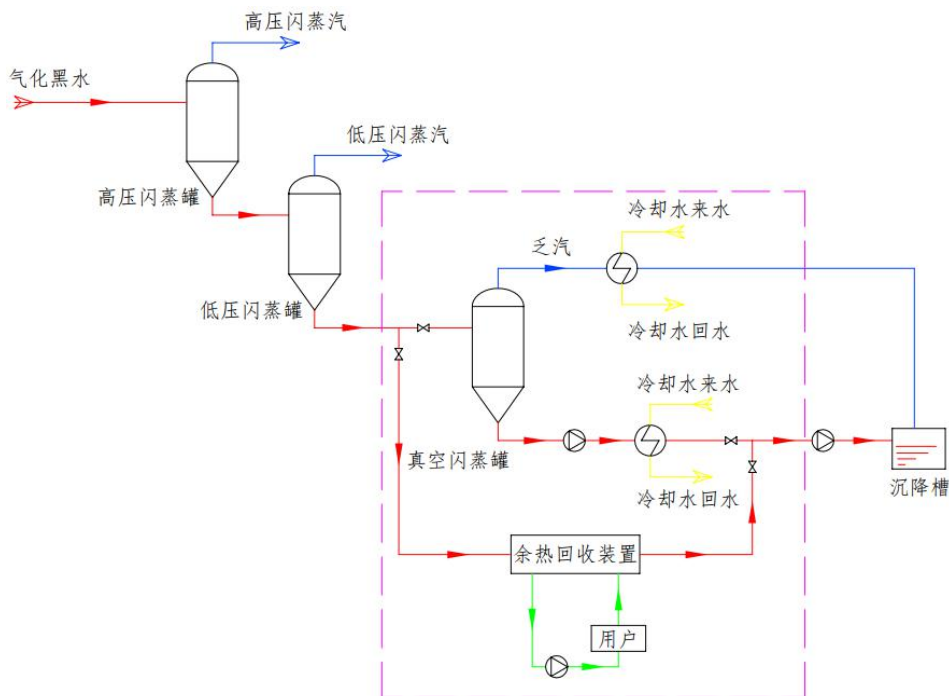 高压闪蒸汽
气化黑水
低压闪蒸汽
高压闪蒸罐
冷却水来水
乏汽
低压闪蒸罐
冷却水回水
冷却水来水
真空闪蒸罐
冷却水回水
沉降槽
余热回收装置
用户